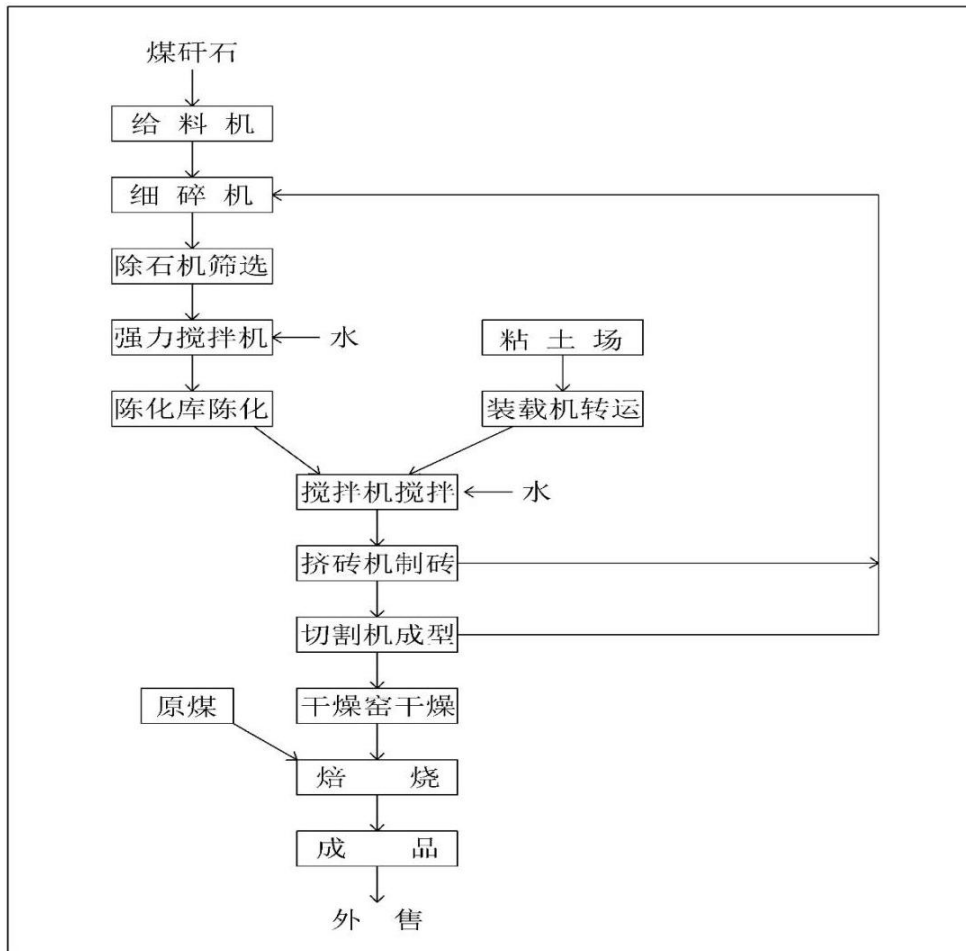 煤矸石
给料机
细碎机
除石机筛选
强力搅拌机
水
粘土场
陈化库陈化
装载机转运
搅拌机搅拌
水
挤砖机制砖
切割机成型
原煤
干燥窑干燥
焙烧
成品
外售